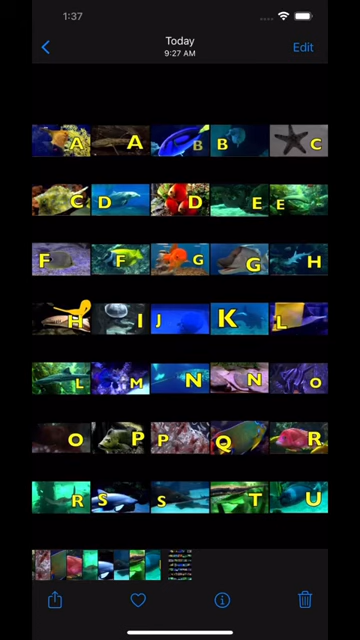 1:37
Today
9:27 AM
Edit
A A B B C
C D D E E
F F G G H
H I J K L
L M N N O
O P P Q R
R S S T U